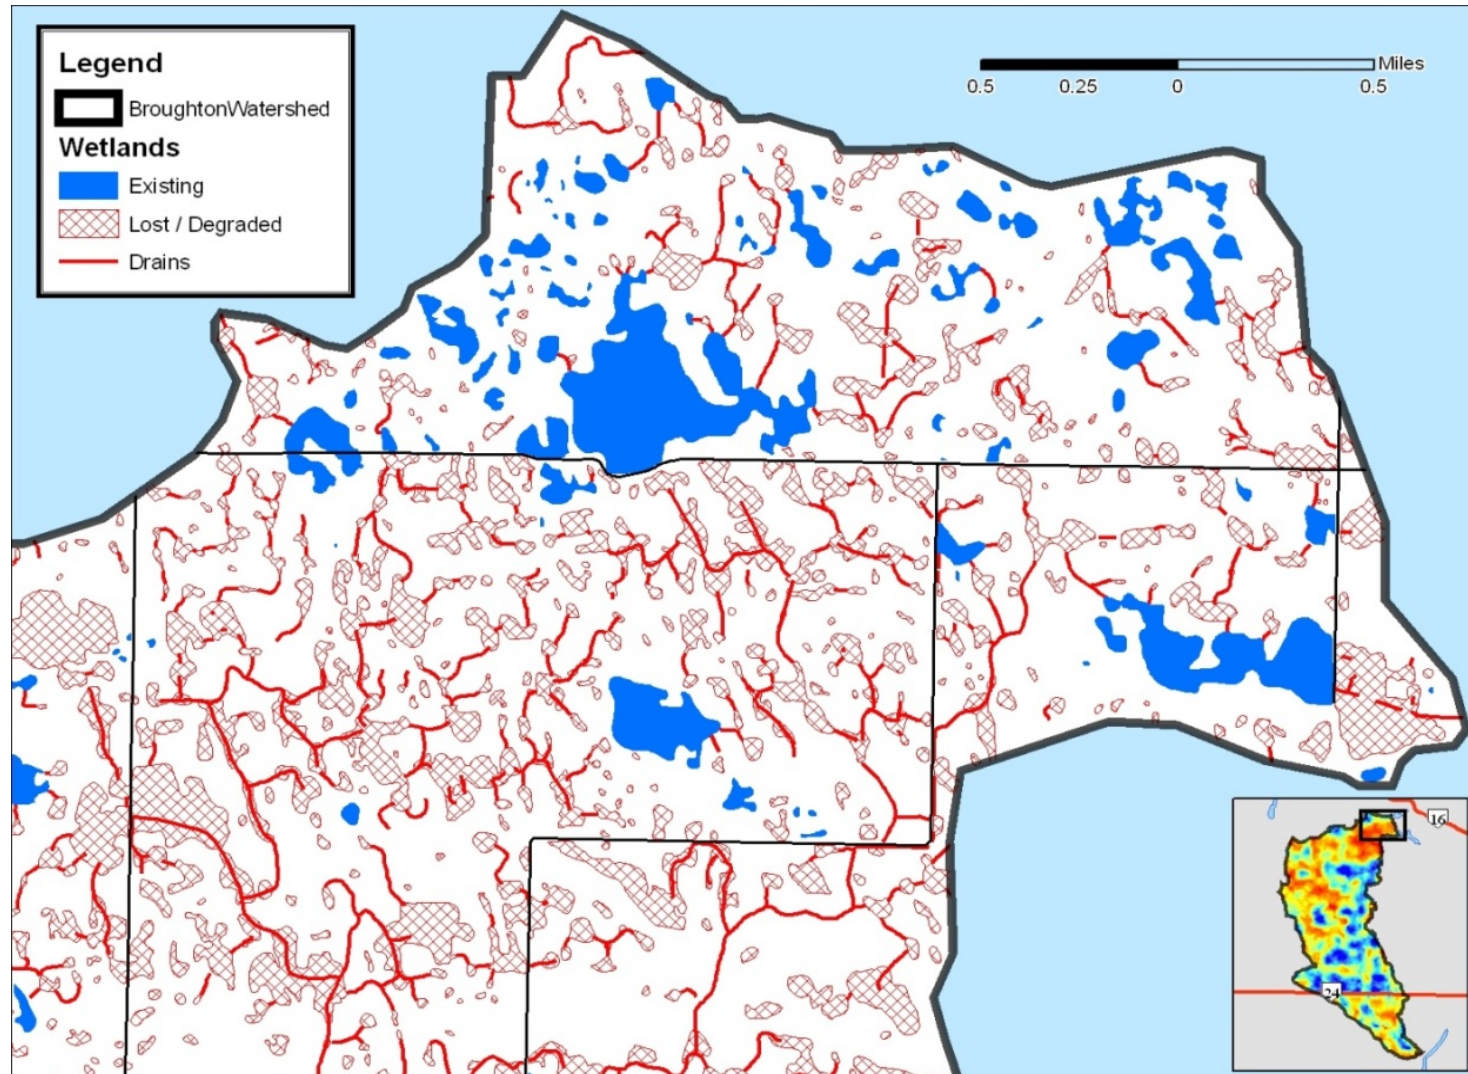 Legend
BroughtonWatershed
Wetlands
Existing
Lost / Degraded
Drains
Miles
0.5 0.25 0 0.5
16
24